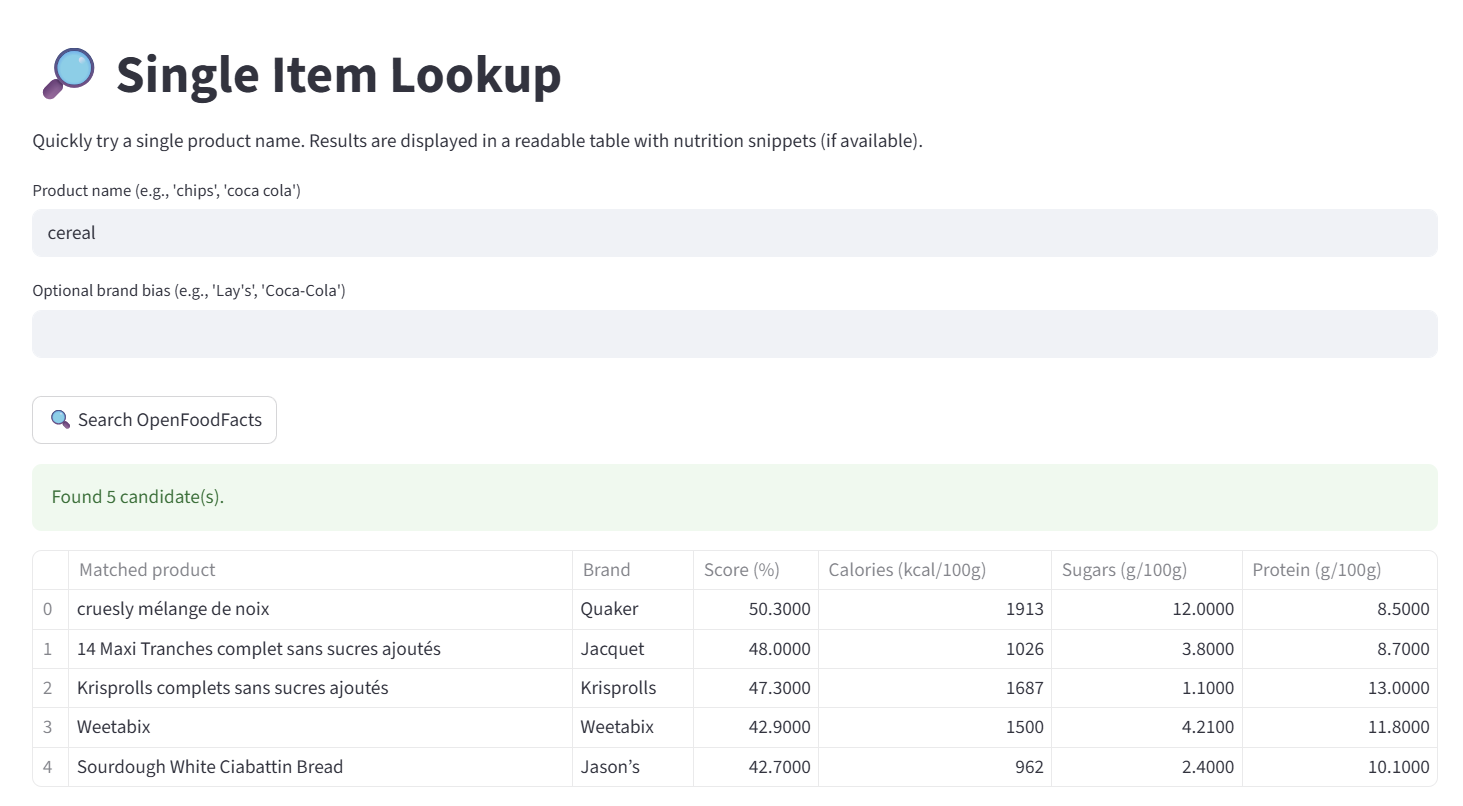 Single Item Lookup
Quickly try a single product name. Results are displayed in a readable table with nutrition snippets (if available).
Product name (e.g., 'chips', 'coca cola')
cereal
Optional brand bias (e.g., 'Lay's', 'Coca-Cola')
Search OpenFoodFacts
Found 5 candidate(s).
Matched product Brand Score (%) Calories (kcal/100g) Sugars (g/100g) Protein (g/100g)
0 cruesly mélange de noix Quaker 50.3000 1913 12.0000 8.5000
1 14 Maxi Tranches complet sans sucres ajoutés Jacquet 48.0000 1026 3.8000 8.7000
2 Krisprolls complets sans sucres ajoutés Krisprolls 47.3000 1687 1.1000 13.0000
3 Weetabix Weetabix 42.9000 1500 4.2100 11.8000
4 Sourdough White Ciabattin Bread Jason’s 42.7000 962 2.4000 10.1000